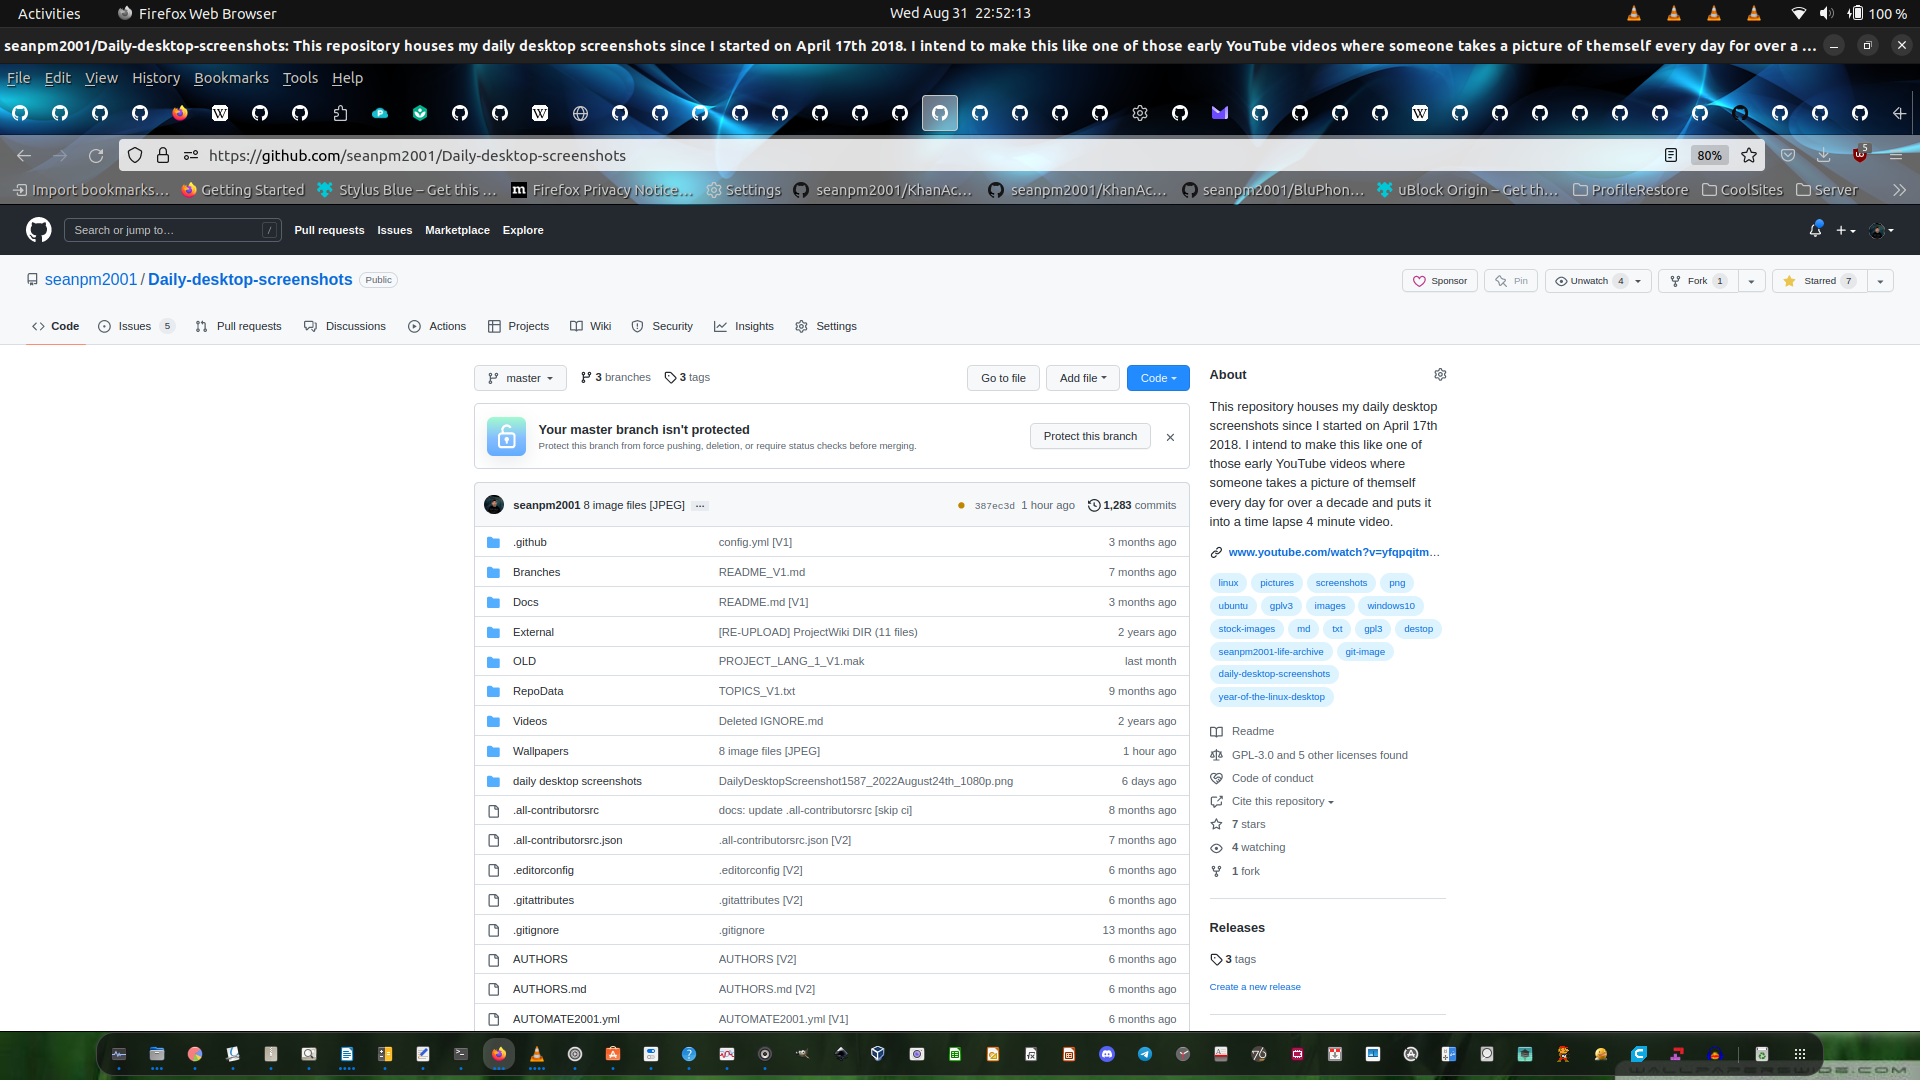 Activities
Firefox Web Browser
Wed Aug 31 22:52:13
100 %
seanpm2001/Daily-desktop-screenshots: This repository houses my daily desktop screenshots since I started on April 17th 2018. I intend to make this like one of those early YouTube videos where someone takes a picture of themself every day for over a ...
File Edit View History Bookmarks Tools Help
https://github.com/seanpm2001/Daily-desktop-screenshots
80%
5
Import bookmarks...
Getting Started
Stylus Blue – Get this ...
Firefox Privacy Notice...
Settings
seanpm2001/KhanAc...
seanpm2001/KhanAc...
seanpm2001/BluPhon...
uBlock Origin – Get th...
ProfileRestore
CoolSites
Server
Search or jump to...
/
Pull requests Issues Marketplace Explore
seanpm2001 / Daily-desktop-screenshots
Public
Sponsor
Pin
Unwatch 4
Fork 1
Starred 7
Code
Issues 5
Pull requests
Discussions
Actions
Projects
Wiki
Security
Insights
Settings
master
3 branches
3 tags
Go to file
Add file
Code
Your master branch isn't protected
Protect this branch from force pushing, deletion, or require status checks before merging.
Protect this branch
seanpm2001 8 image files [JPEG] ...
387ec3d 1 hour ago
1,283 commits
.github config.yml [V1] 3 months ago
Branches README_V1.md 7 months ago
Docs README.md [V1] 3 months ago
External [RE-UPLOAD] ProjectWiki DIR (11 files) 2 years ago
OLD PROJECT_LANG_1_V1.mak last month
RepoData TOPICS_V1.txt 9 months ago
Videos Deleted IGNORE.md 2 years ago
Wallpapers 8 image files [JPEG] 1 hour ago
daily desktop screenshots DailyDesktopScreenshot1587_2022August24th_1080p.png 6 days ago
.all-contributorsrc docs: update .all-contributorsrc [skip ci] 8 months ago
.all-contributorsrc.json .all-contributorsrc.json [V2] 7 months ago
.editorconfig .editorconfig [V2] 6 months ago
.gitattributes .gitattributes [V2] 6 months ago
.gitignore .gitignore 13 months ago
AUTHORS AUTHORS [V2] 6 months ago
AUTHORS.md AUTHORS.md [V2] 6 months ago
AUTOMATE2001.yml AUTOMATE2001.yml [V1] 6 months ago
About
This repository houses my daily desktop
screenshots since I started on April 17th
2018. I intend to make this like one of
those early YouTube videos where
someone takes a picture of themself
every day for over a decade and puts it
into a time lapse 4 minute video.
www.youtube.com/watch?v=yfqpqitm...
linux pictures screenshots png
ubuntu gplv3 images windows10
stock-images md txt gpl3 destop
seanpm2001-life-archive git-image
daily-desktop-screenshots
year-of-the-linux-desktop
Readme
GPL-3.0 and 5 other licenses found
Code of conduct
Cite this repository
7 stars
4 watching
1 fork
Releases
3 tags
Create a new release
WALLPAPERSWIDE.COM